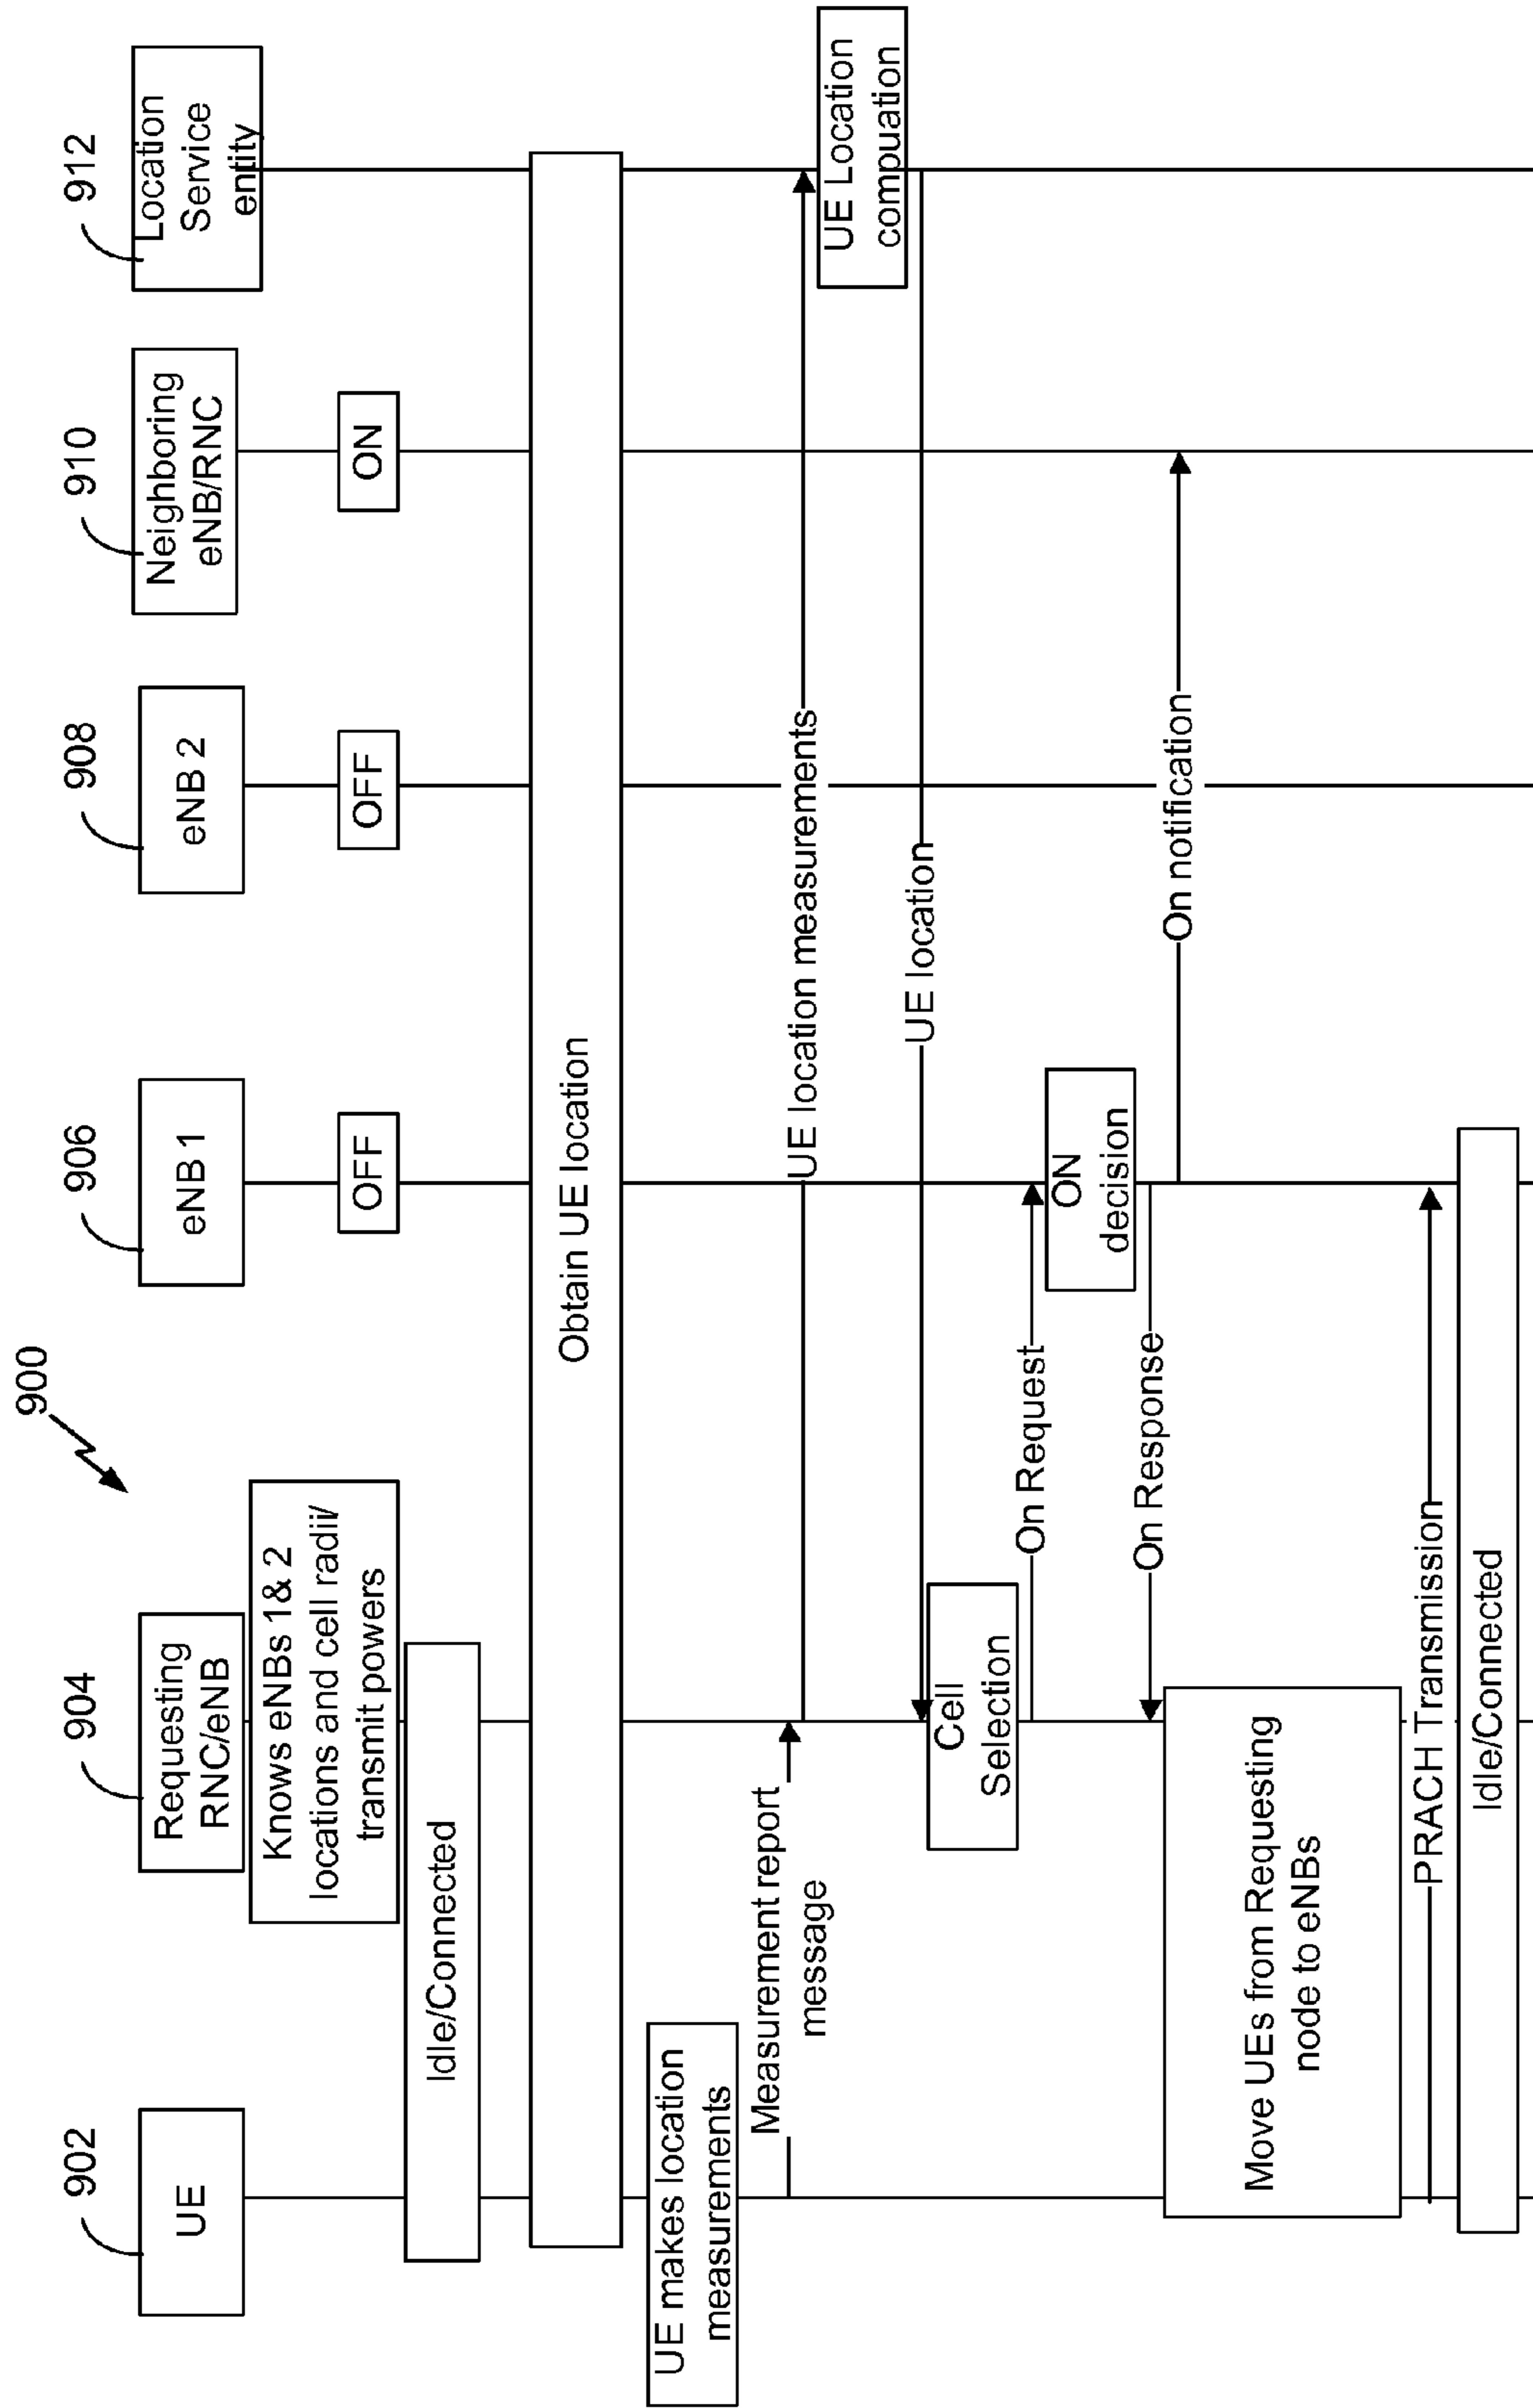 900
902
904
906
908
910
912
UE
Requesting
RNC/eNB
eNB 1
eNB 2
Neighboring
eNB/RNC
Location
Service
entity
Knows eNBs 1& 2
locations and cell radii/
transmit powers
OFF
OFF
ON
Idle/Connected
Obtain UE location
UE makes location
measurements
Measurement report
message
UE location measurements
UE Location
compuation
UE location
Cell
Selection
On Request
ON
decision
On Response
On notification
Move UEs from Requesting
node to eNBs
PRACH Transmission
Idle/Connected